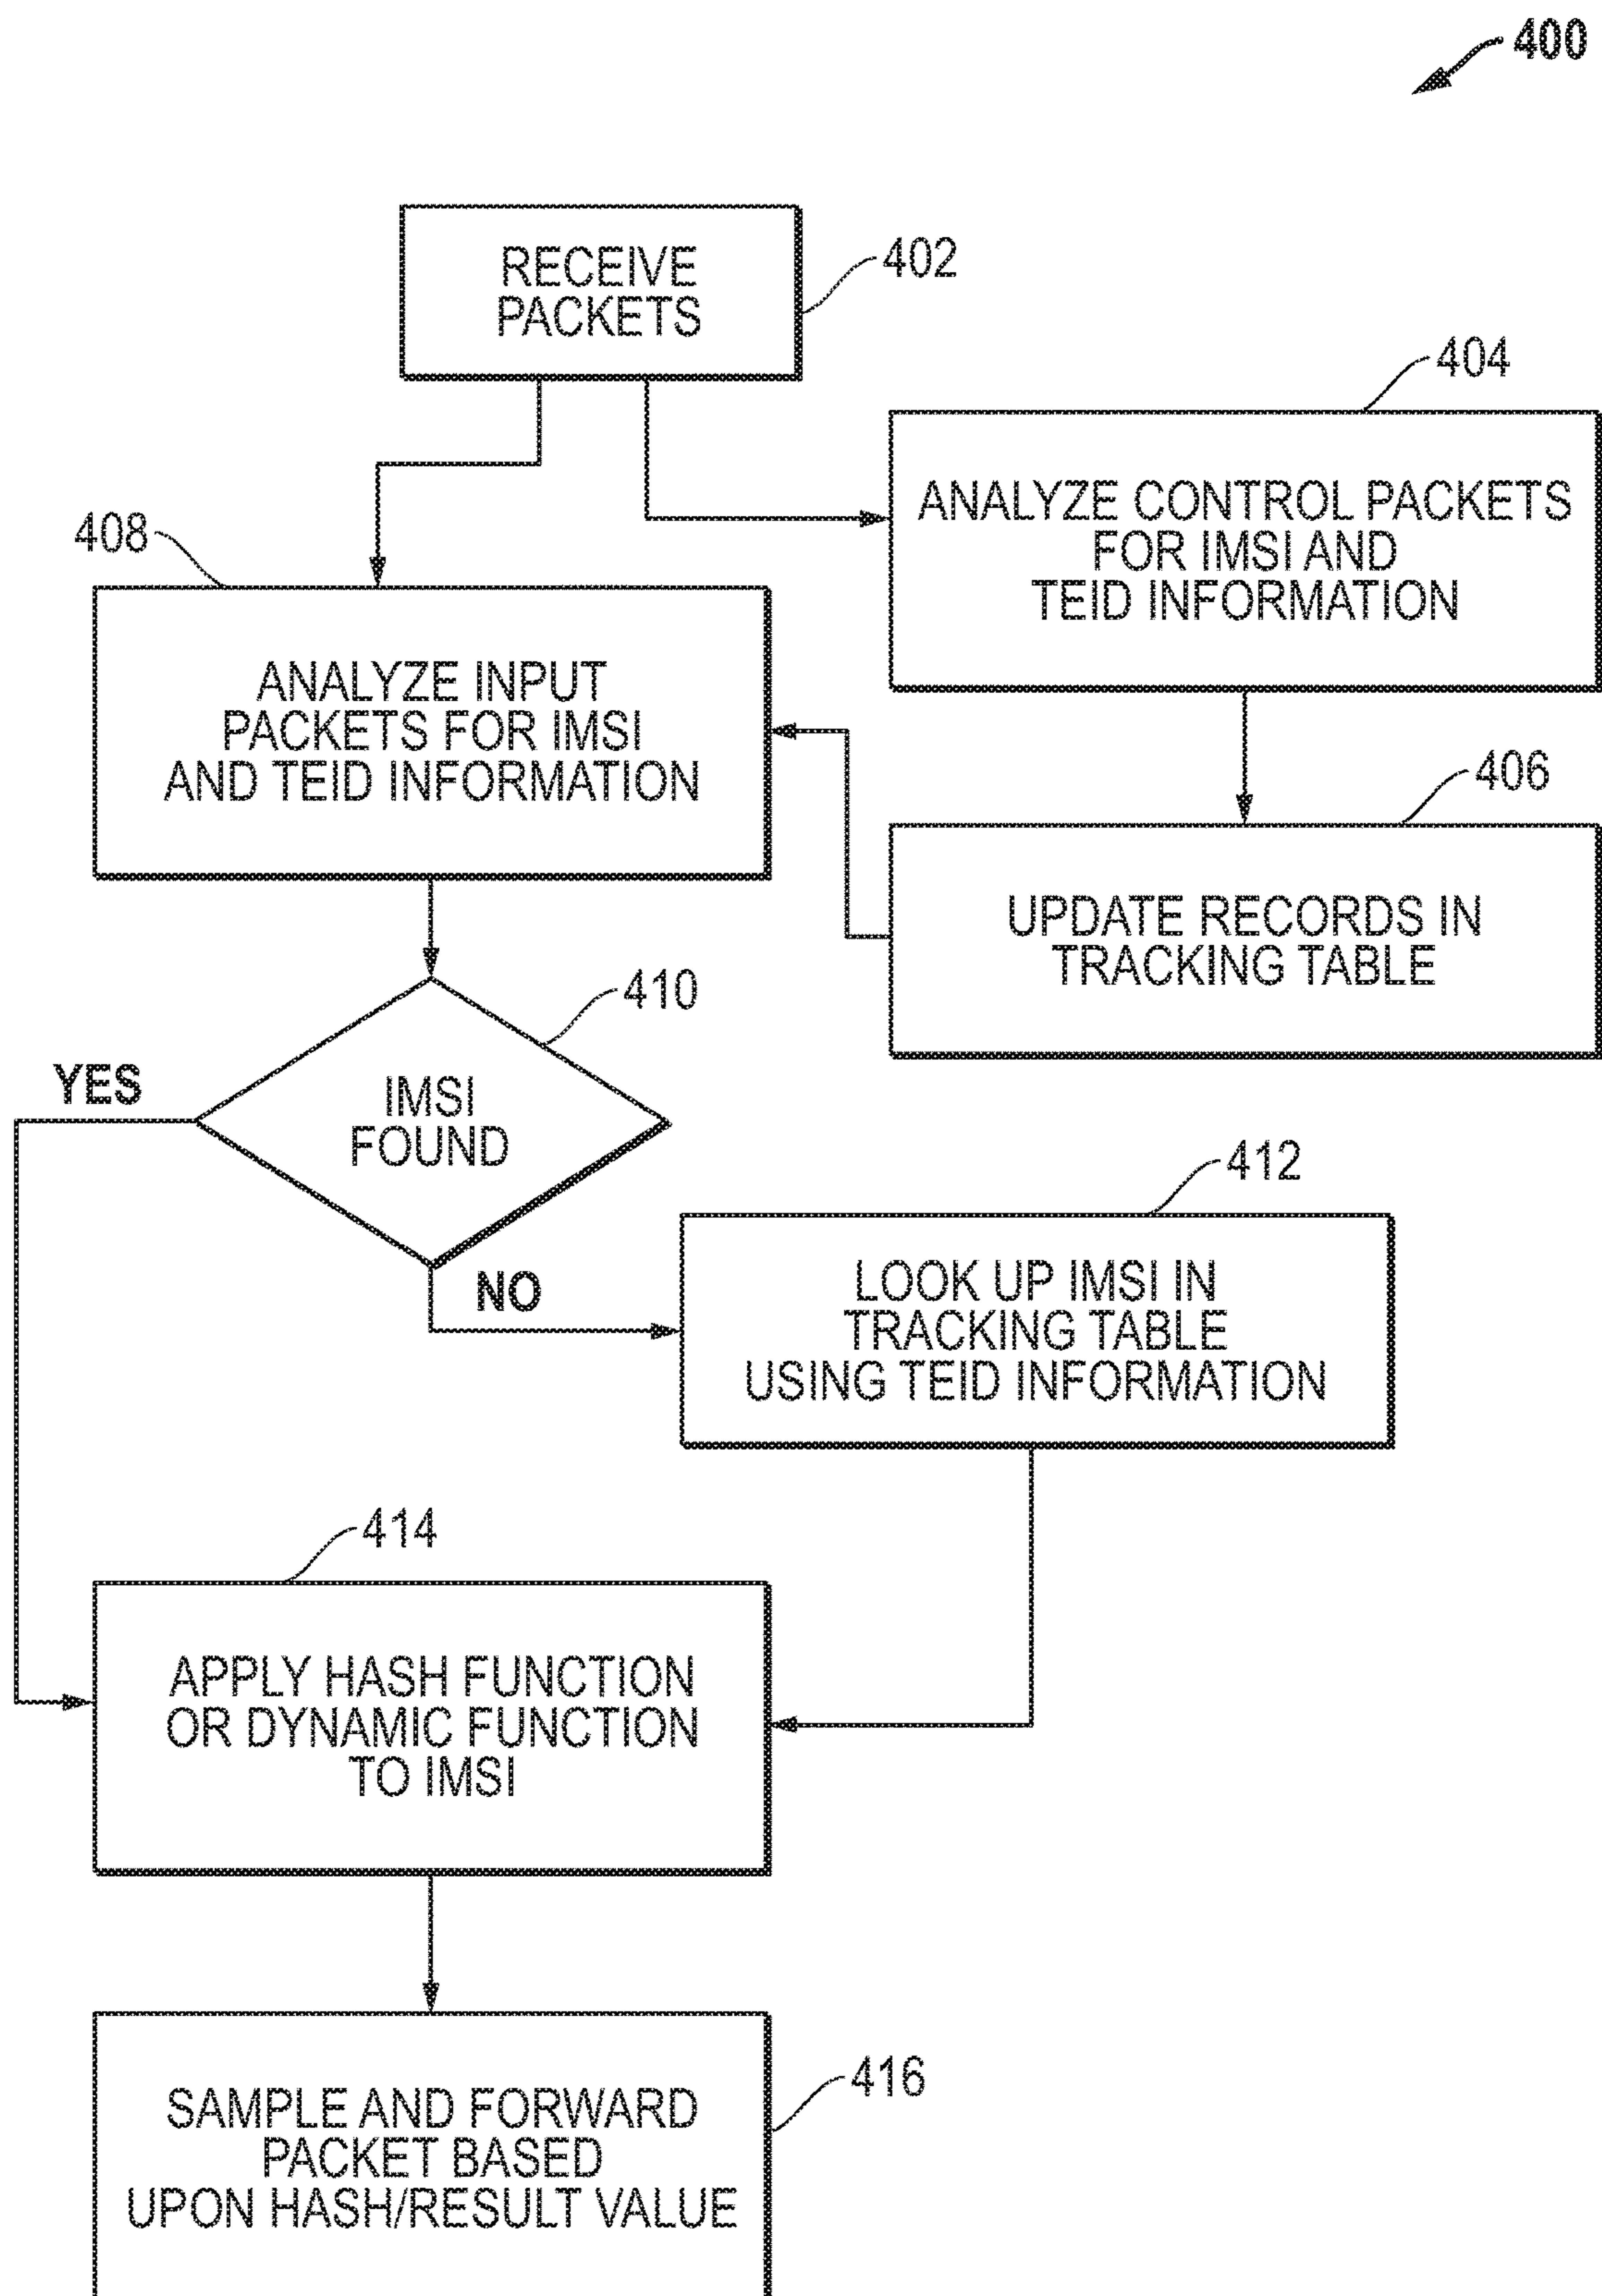 400
RECEIVE
PACKETS
402
404
ANALYZE CONTROL PACKETS
FOR IMSI AND
TEID INFORMATION
408
ANALYZE INPUT
PACKETS FOR IMSI
AND TEID INFORMATION
406
UPDATE RECORDS IN
TRACKING TABLE
410
YES
IMSI
FOUND
NO
412
LOOK UP IMSI IN
TRACKING TABLE
USING TEID INFORMATION
414
APPLY HASH FUNCTION
OR DYNAMIC FUNCTION
TO IMSI
416
SAMPLE AND FORWARD
PACKET BASED
UPON HASH/RESULT VALUE